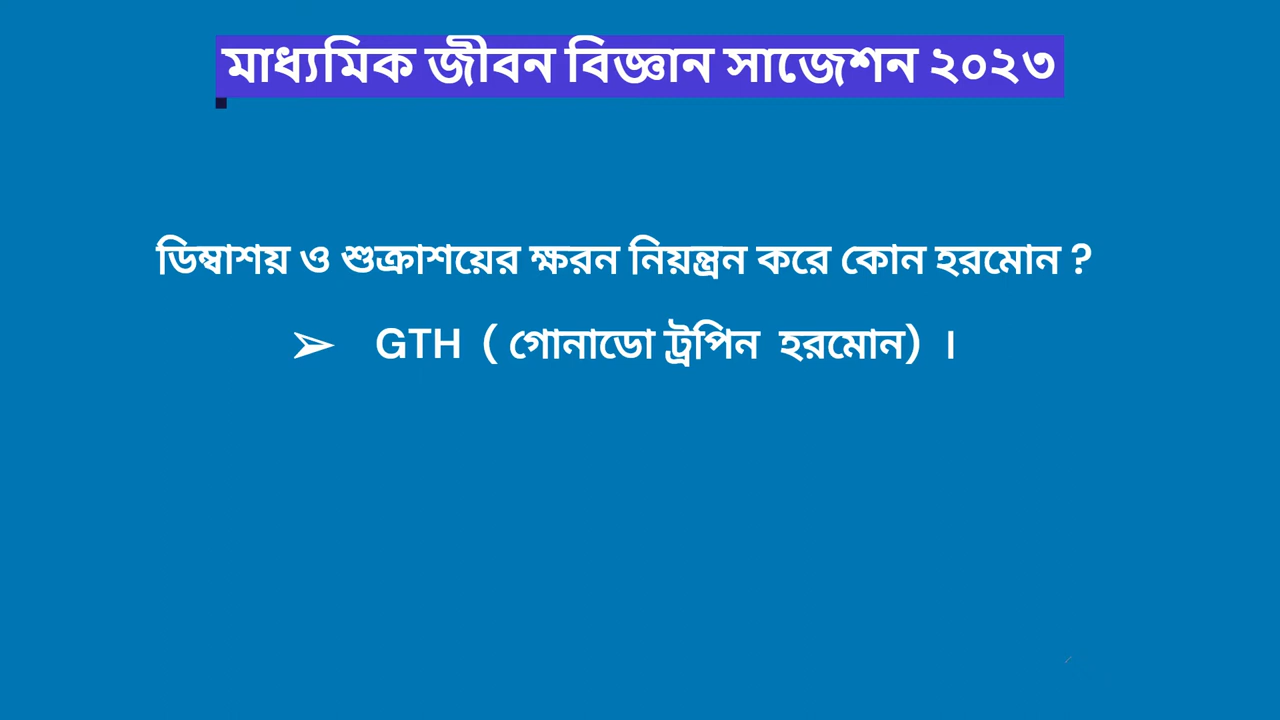 মাধ্যমিক জীবন বিজ্ঞান সাজেশন ২০২৩
ডিম্বাশয় ও শুক্রাশয়ের ক্ষরন নিয়ন্ত্রন করে কোন হরমোন ?
➢ GTH ( গোনাডো ট্রপিন হরমোন) ।